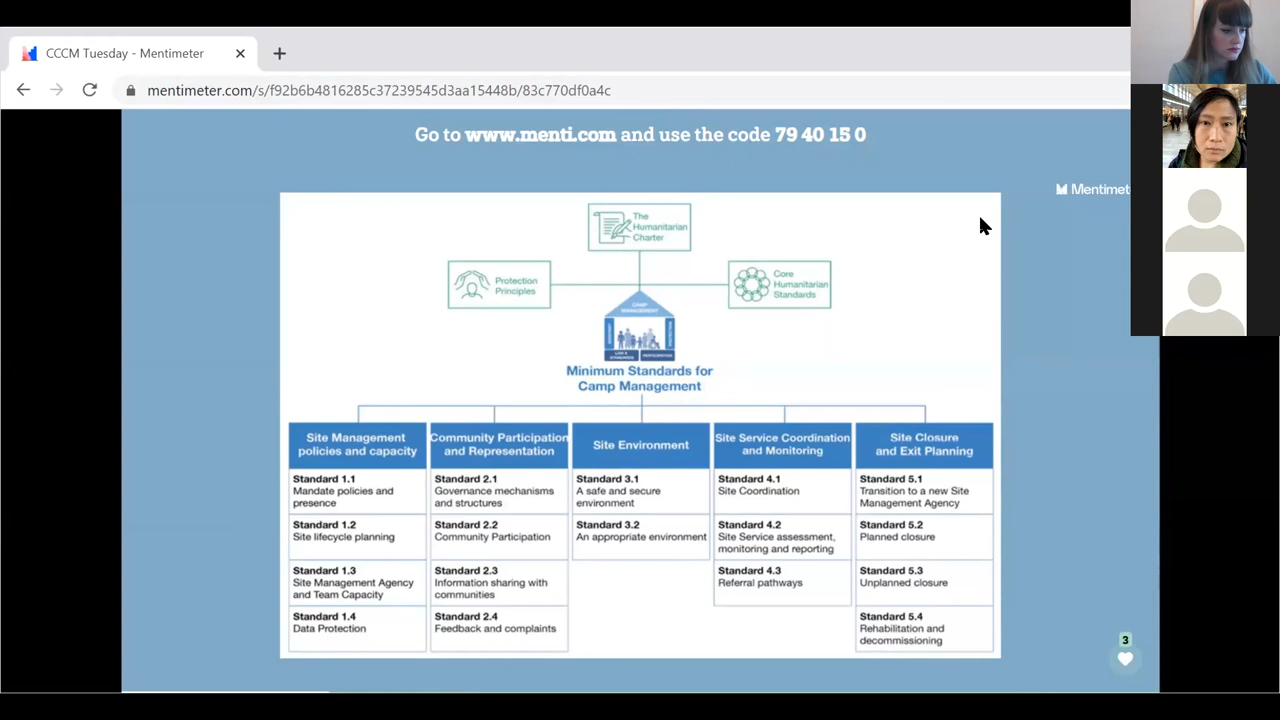 CCCM Tuesday - Mentimeter
mentimeter.com/s/f92b6b4816285c37239545d3aa15448b/83c770df0a4c
Go to www.menti.com and use the code 79 40 15 0
Mentimet
The
Humanitarian
Charter
Protection
Principles
Core
Humanitarian
Standards
CAMP
MANAGEMENT
PARTICIPATION
Minimum Standards for
Camp Management
Site Management
policies and capacity
Standard 1.1
Mandate policies and
presence
Standard 1.2
Site lifecycle planning
Standard 1.3
Site Management Agency
and Team Capacity
Standard 1.4
Data Protection
Community Participation
and Representation
Standard 2.1
Governance mechanisms
and structures
Standard 2.2
Community Participation
Standard 2.3
Information sharing with
communities
Standard 2.4
Feedback and complaints
Site Environment
Standard 3.1
A safe and secure
environment
Standard 3.2
An appropriate environment
Site Service Coordination
and Monitoring
Standard 4.1
Site Coordination
Standard 4.2
Site Service assessment,
monitoring and reporting
Standard 4.3
Referral pathways
Site Closure
and Exit Planning
Standard 5.1
Transition to a new Site
Management Agency
Standard 5.2
Planned closure
Standard 5.3
Unplanned closure
Standard 5.4
Rehabilitation and
decommissioning
3